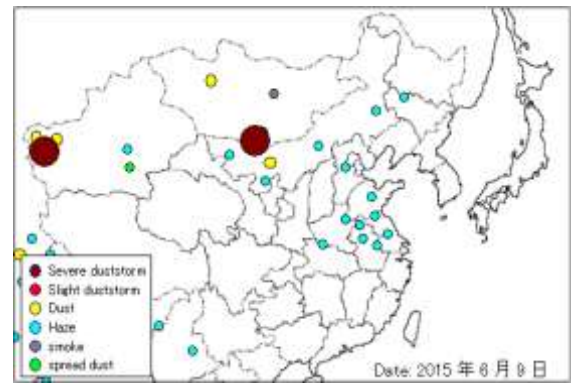 Severe duststorm
Slight duststorm
Dust
Haze
smoke
spread dust
Date: 2015 年 6 月 9 日